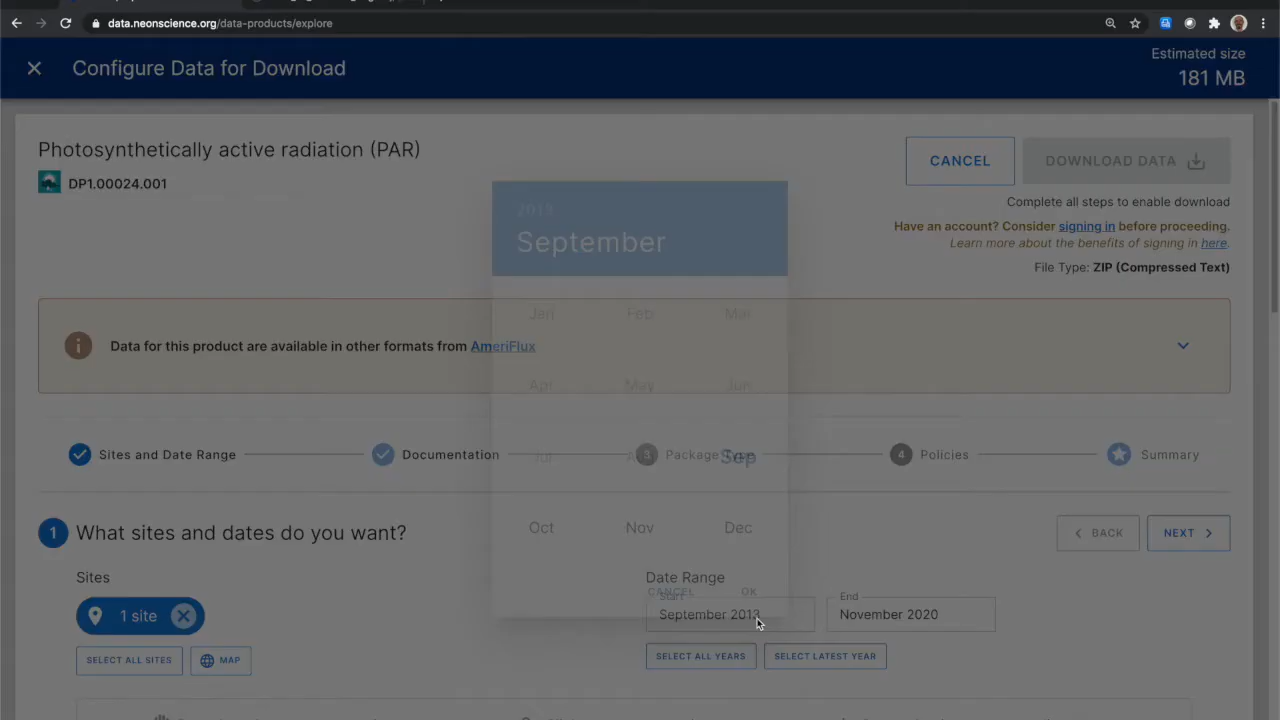 data.neonscience.org/data-products/explore
Configure Data for Download
Estimated size
181 MB
Photosynthetically active radiation (PAR)
DP1.00024.001
CANCEL
DOWNLOAD DATA
Complete all steps to enable download
Have an account? Consider signing in before proceeding.
Learn more about the benefits of signing in here.
File Type: ZIP (Compressed Text)
2013
September
Jan Feb Mar
Data for this product are available in other formats from AmeriFlux
Apr May Jun
Sites and Date Range
Documentation
3 Package Type
4 Policies
Summary
Jul
Sep
Oct Nov Dec
1 What sites and dates do you want?
BACK
NEXT
Sites
Date Range
CANCEL OK
1 site
Start
September 2013
End
November 2020
SELECT ALL SITES
MAP
SELECT ALL YEARS
SELECT LATEST YEAR